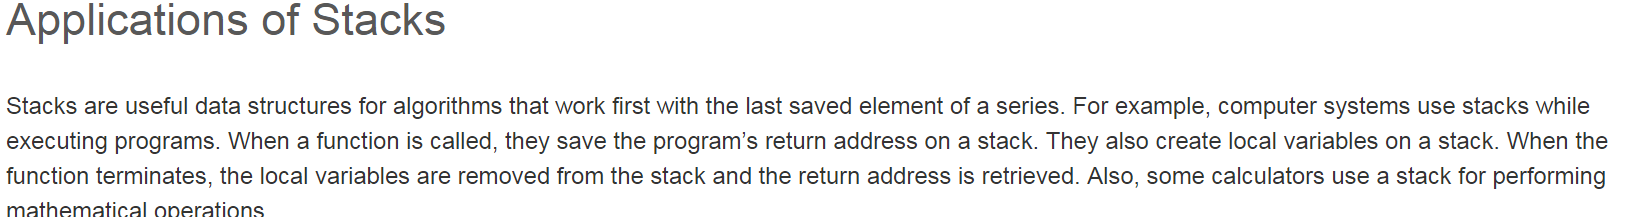 Applications of Stacks
Stacks are useful data structures for algorithms that work first with the last saved element of a series. For example, computer systems use stacks while
executing programs. When a function is called, they save the program’s return address on a stack. They also create local variables on a stack. When the
function terminates, the local variables are removed from the stack and the return address is retrieved. Also, some calculators use a stack for performing
mathematical operations